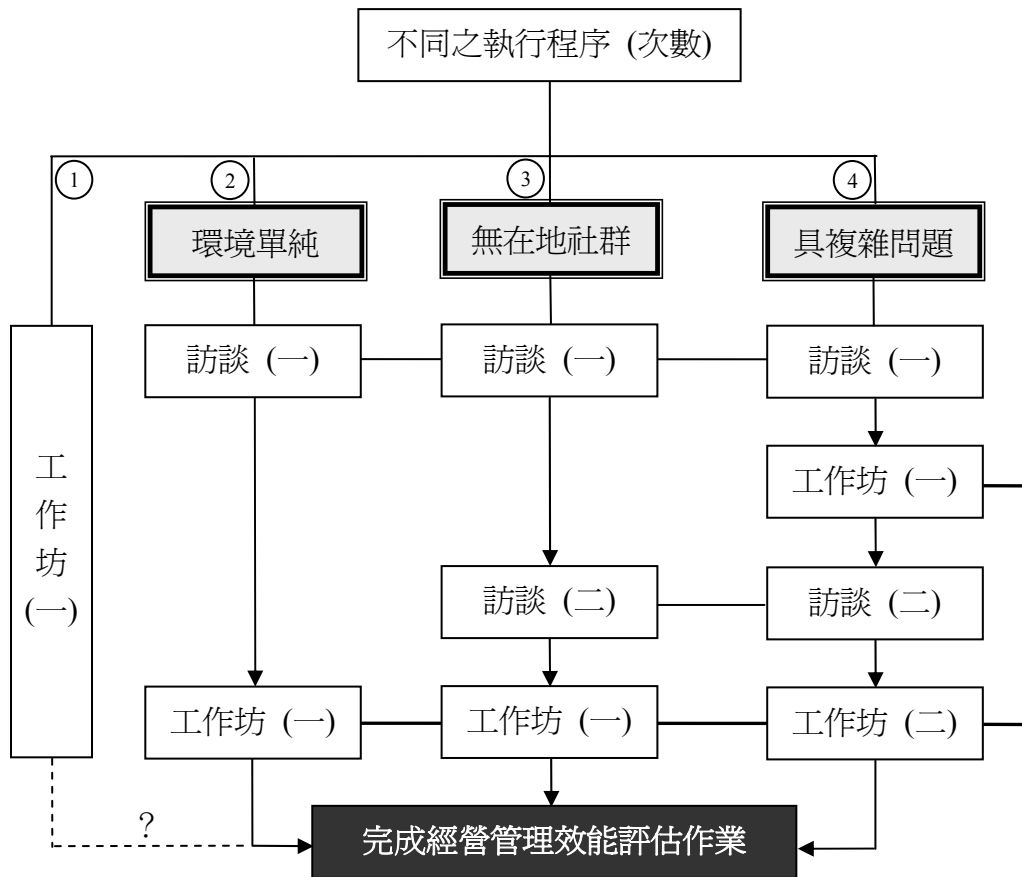 不同之執行程序 (次數)
1
2
3
4
環境單純
無在地社群
具複雜問題
訪談 (一)
訪談 (一)
訪談 (一)
工
作
坊
(一)
工作坊 (一)
訪談 (二)
訪談 (二)
工作坊 (一)
工作坊 (一)
工作坊 (二)
?
完成經營管理效能評估作業